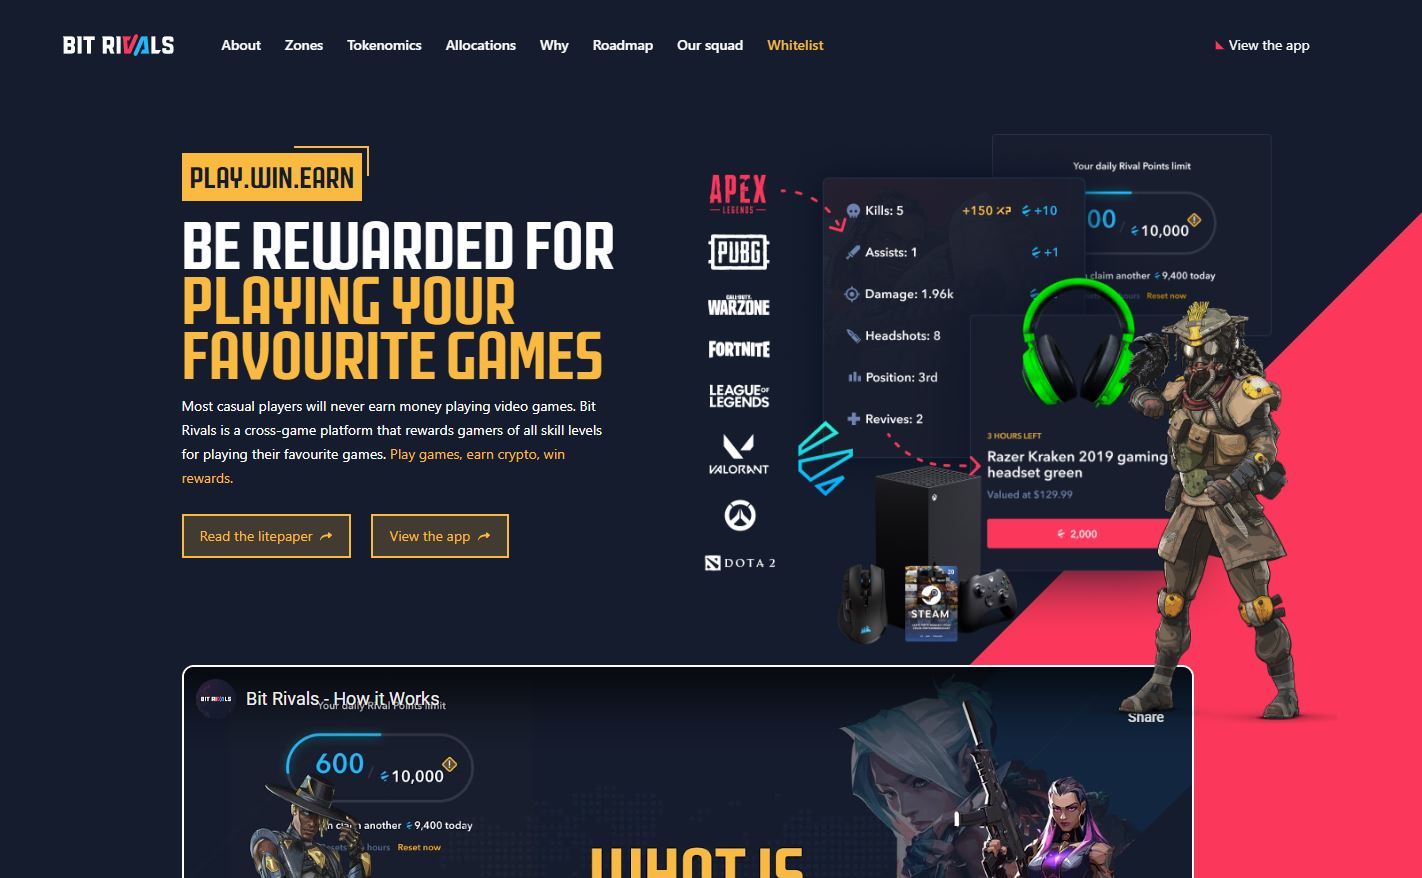 BIT RIVALS
About Zones Tokenomics Allocations Why Roadmap Our squad Whitelist
View the app
PLAY.WIN.EARN
BE REWARDED FOR
PLAYING YOUR
FAVOURITE GAMES
Most casual players will never earn money playing video games. Bit
Rivals is a cross-game platform that rewards gamers of all skill levels
for playing their favourite games. Play games, earn crypto, win
rewards.
Read the litepaper
View the app
APEX
LEGENDS
PUBG
CALL OF DUTY
WARZONE
FORTNITE
LEAGUE OF
LEGENDS
VALORANT
DOTA 2
Kills: 5 +150 XP +10
Assists: 1 +1
Damage: 1.96k
Headshots: 8
Position: 3rd
Revives: 2
Your daily Rival Points limit
00 / 10,000
claim another 9,400 today
hours Reset now
3 HOURS LEFT
Razer Kraken 2019 gaming
headset green
Valued at $129.99
2,000
20
STEAM
BIT RIVALS
Bit Rivals - How it Works
Your daily Rival Points limit
600 / 10,000
claim another 9,400 today
hours Reset now
Share
WHAT IS